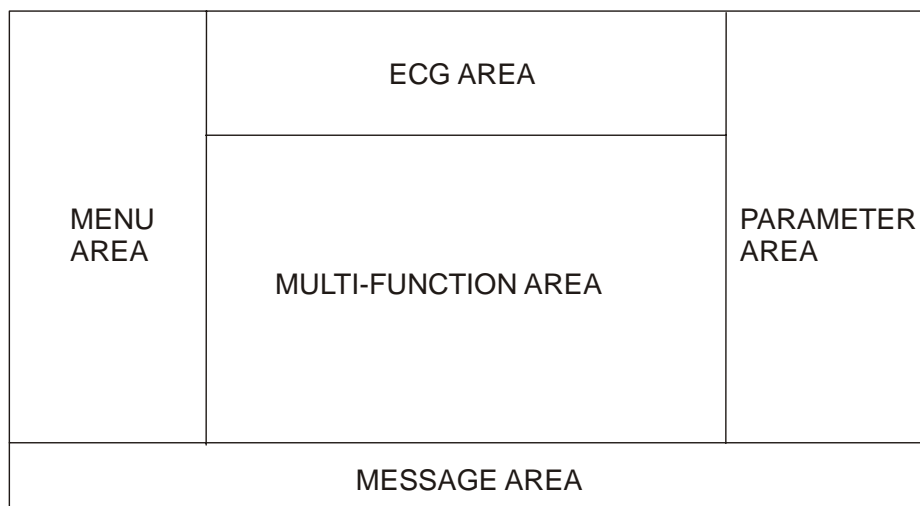 ECG AREA
MENU
AREA
MULTI-FUNCTION AREA
PARAMETER
AREA
MESSAGE AREA